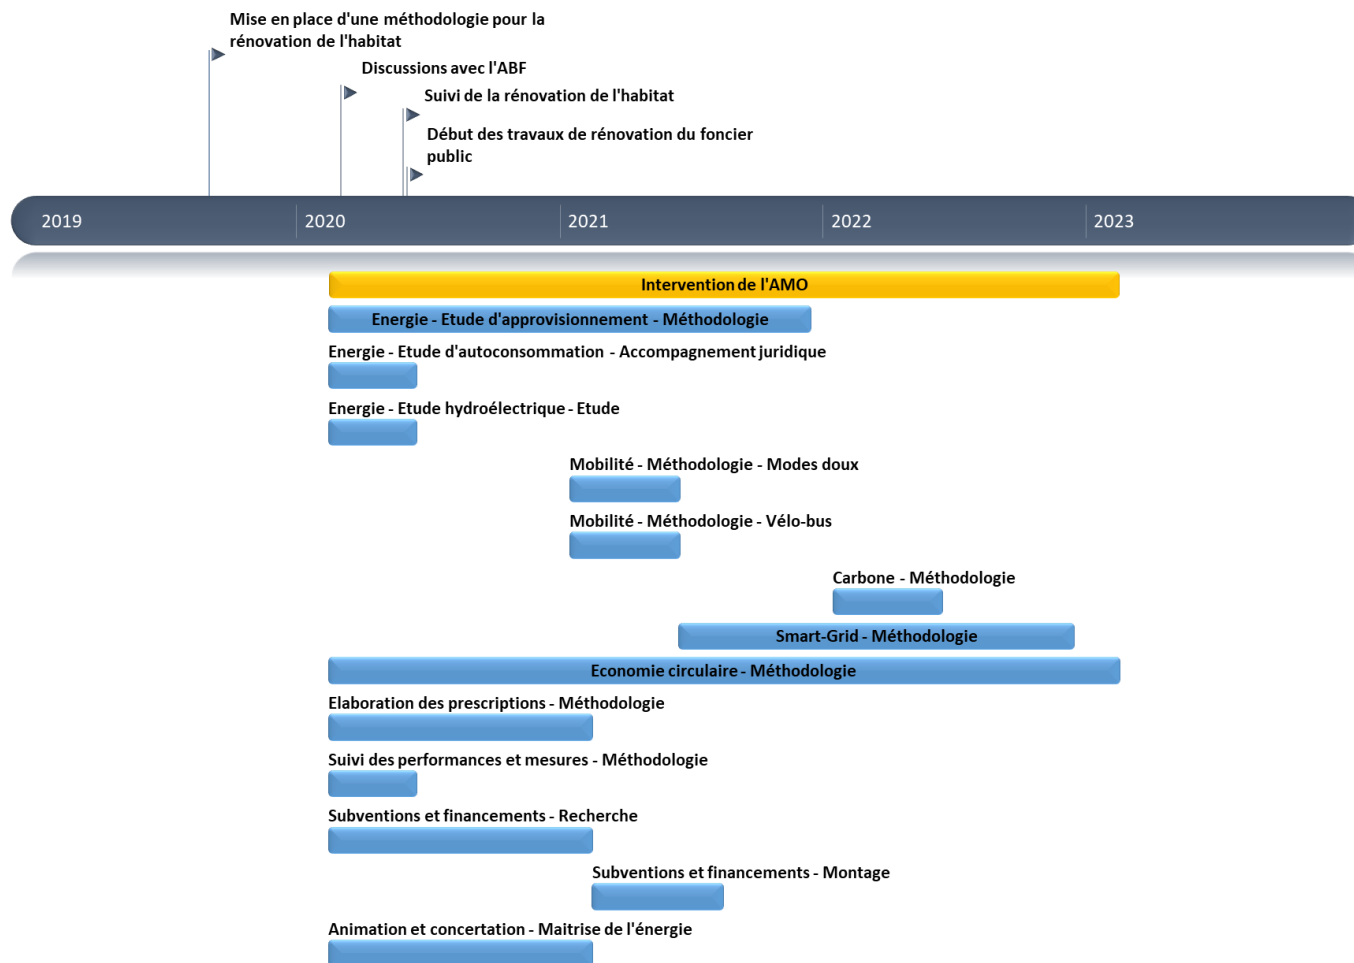 Mise en place d'une méthodologie pour la
rénovation de l'habitat
Discussions avec l'ABF
Suivi de la rénovation de l'habitat
Début des travaux de rénovation du foncier
public
2019
2020
2021
2022
2023
Intervention de l'AMO
Energie - Etude d'approvisionnement - Méthodologie
Energie - Etude d'autoconsommation - Accompagnement juridique
Energie - Etude hydroélectrique - Etude
Mobilité - Méthodologie - Modes doux
Mobilité - Méthodologie - Vélo-bus
Carbone - Méthodologie
Smart-Grid - Méthodologie
Economie circulaire - Méthodologie
Elaboration des prescriptions - Méthodologie
Suivi des performances et mesures - Méthodologie
Subventions et financements - Recherche
Subventions et financements - Montage
Animation et concertation - Maitrise de l'énergie